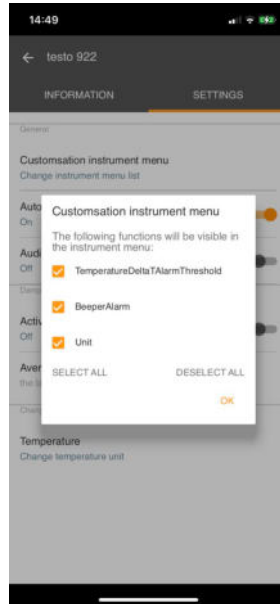 14:49
testo 922
INFORMATION SETTINGS
General
Customsation instrument menu
Change instrument menu list
Auto
On
Customsation instrument menu
The following functions will be visible in
the instrument menu:
Audi
Off
TemperatureDeltaTAlarmThreshold
BeeperAlarm
Activ
Off
Unit
Aver
SELECT ALL DESELECT ALL
OK
Temperature
Change temperature unit